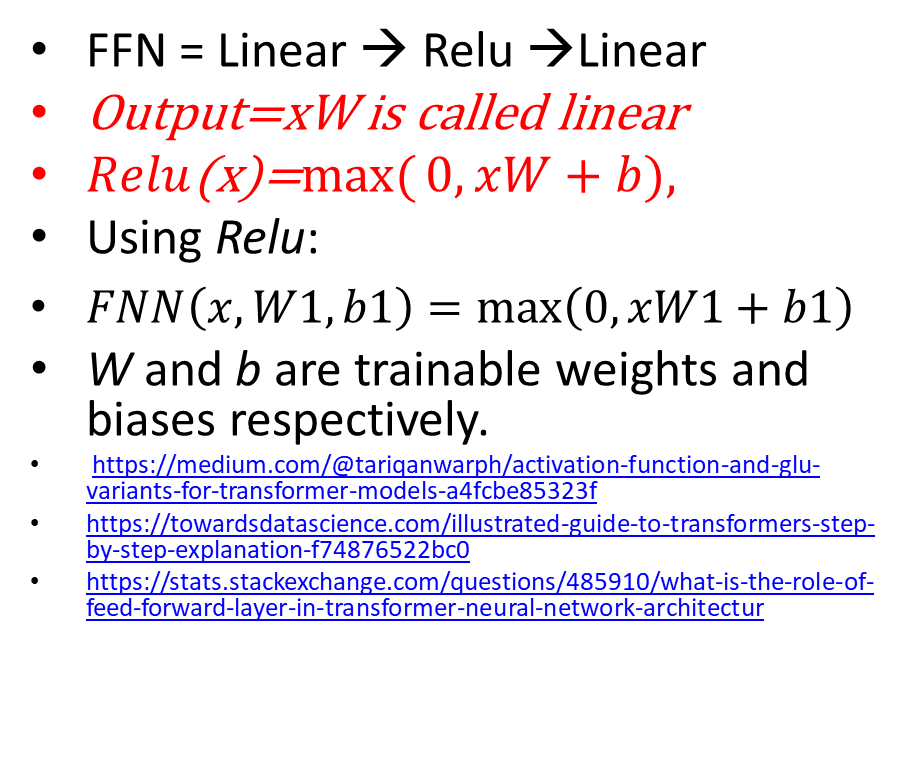 • FFN = Linear → Relu →Linear
• Output=xW is called linear
• Relu(x)=max( 0, xW + b),
• Using Relu:
• FNN(x, W1, b1) = max(0, xW1 + b1)
• W and b are trainable weights and
biases respectively.
• https://medium.com/@tariqanwarph/activation-function-and-glu-
variants-for-transformer-models-a4fcbe85323f
• https://towardsdatascience.com/illustrated-guide-to-transformers-step-
by-step-explanation-f74876522bc0
• https://stats.stackexchange.com/questions/485910/what-is-the-role-of-
feed-forward-layer-in-transformer-neural-network-architectur